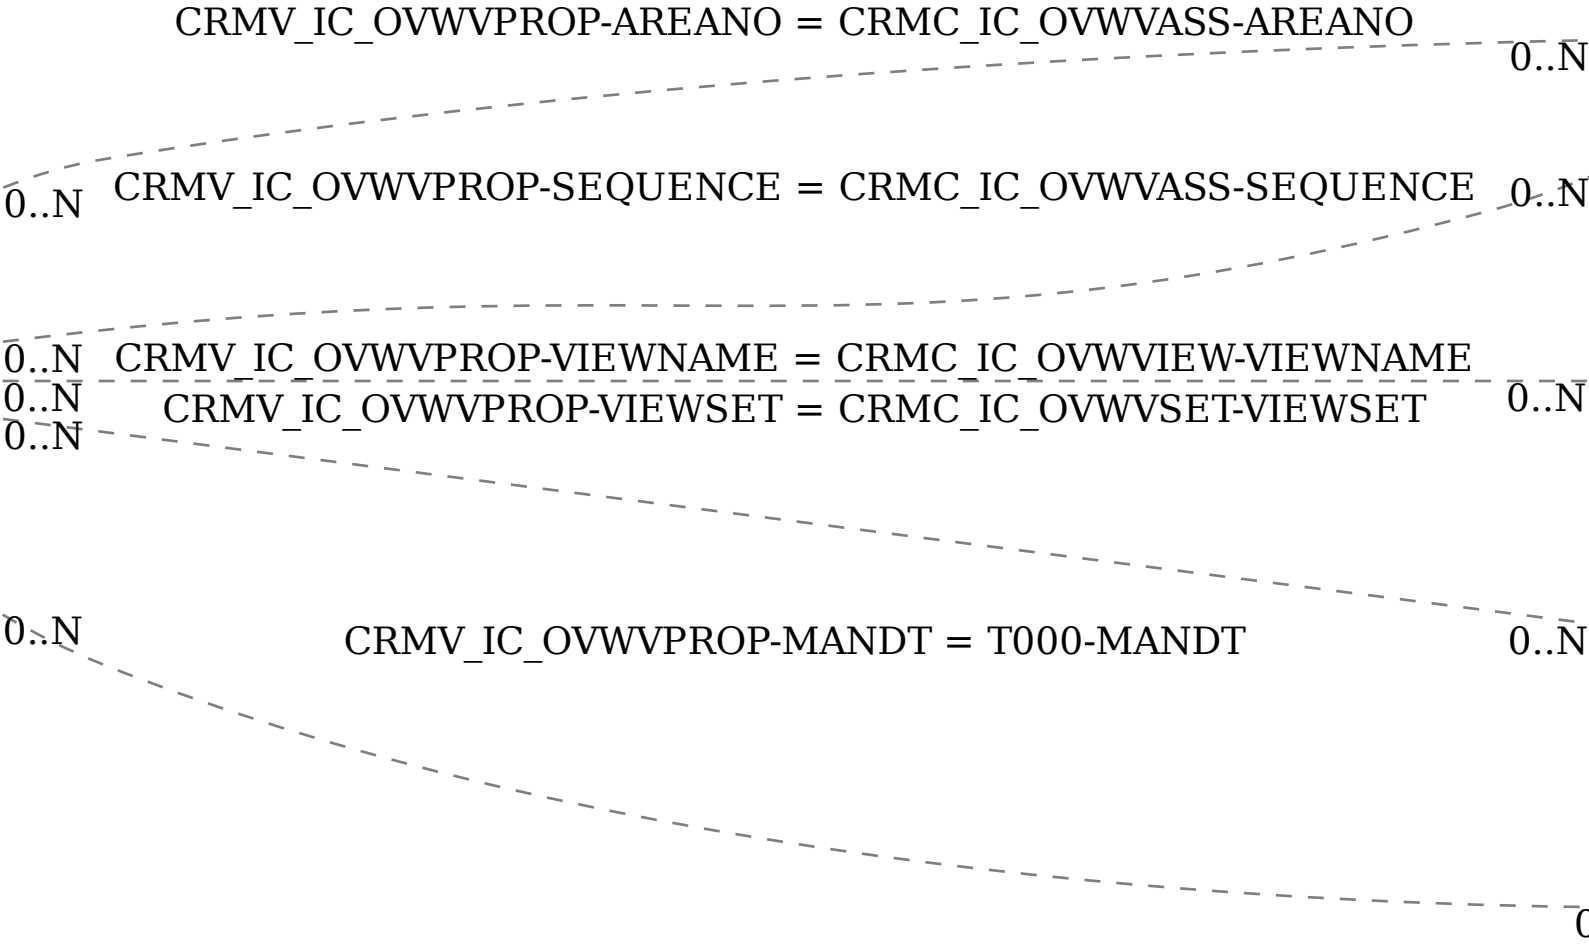 CRMV_IC_OVWVPROP-AREANO = CRMC_IC_OVWVASS-AREANO
0..N
0..N
CRMV_IC_OVWVPROP-SEQUENCE = CRMC_IC_OVWVASS-SEQUENCE
0..N
0..N
CRMV_IC_OVWVPROP-VIEWNAME = CRMC_IC_OVWVIEW-VIEWNAME
0..N
0..N
CRMV_IC_OVWVPROP-VIEWSET = CRMC_IC_OVWVSET-VIEWSET
0..N
0..N
CRMV_IC_OVWVPROP-MANDT = T000-MANDT
0..N
0